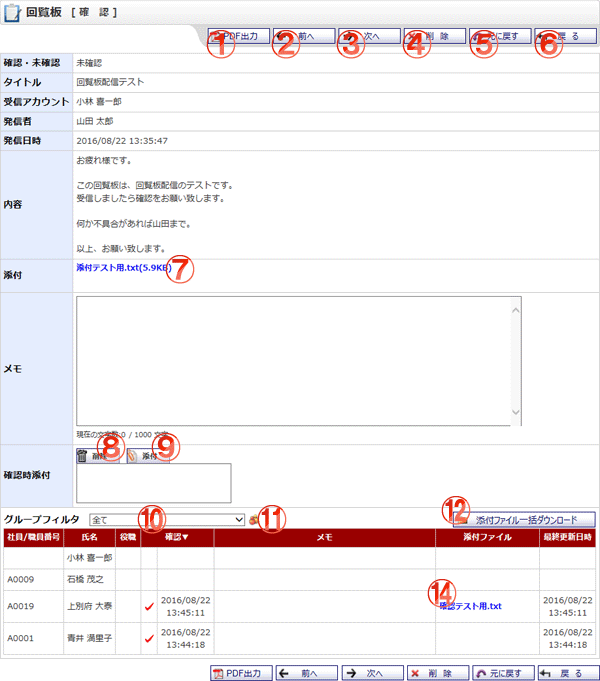 回覧板 [ 確 認 ]
① PDF出力 ② 前へ ③ 次へ ④ 削 除 ⑤ 元に戻す ⑥ 戻 る
確認・未確認 未確認
タイトル 回覧板配信テスト
受信アカウント 小林 喜一郎
発信者 山田 太郎
発信日時 2016/08/22 13:35:47
内容
お疲れ様です。
この回覧板は、回覧板配信のテストです。
受信しましたら確認をお願い致します。
何か不具合があれば山田まで。
以上、お願い致します。
添付 添付テスト用.txt(5.9KB) ⑦
メモ
現在の文字数 0 / 1000 文字
確認時添付 削除 ⑧ 添付 ⑨
グループフィルタ 全て ⑩ ⑪ ⑫ 添付ファイル一括ダウンロード
社員/職員番号 氏名 役職 確認▼ メモ 添付ファイル 最終更新日時
小林 喜一郎
A0009 石橋 茂之
A0019 上別府 大泰 2016/08/22 13:45:11 ⑭ 確認テスト用.txt 2016/08/22 13:45:11
A0001 青井 満里子 2016/08/22 13:44:18 2016/08/22 13:44:18
PDF出力 前へ 次へ 削 除 元に戻す 戻 る